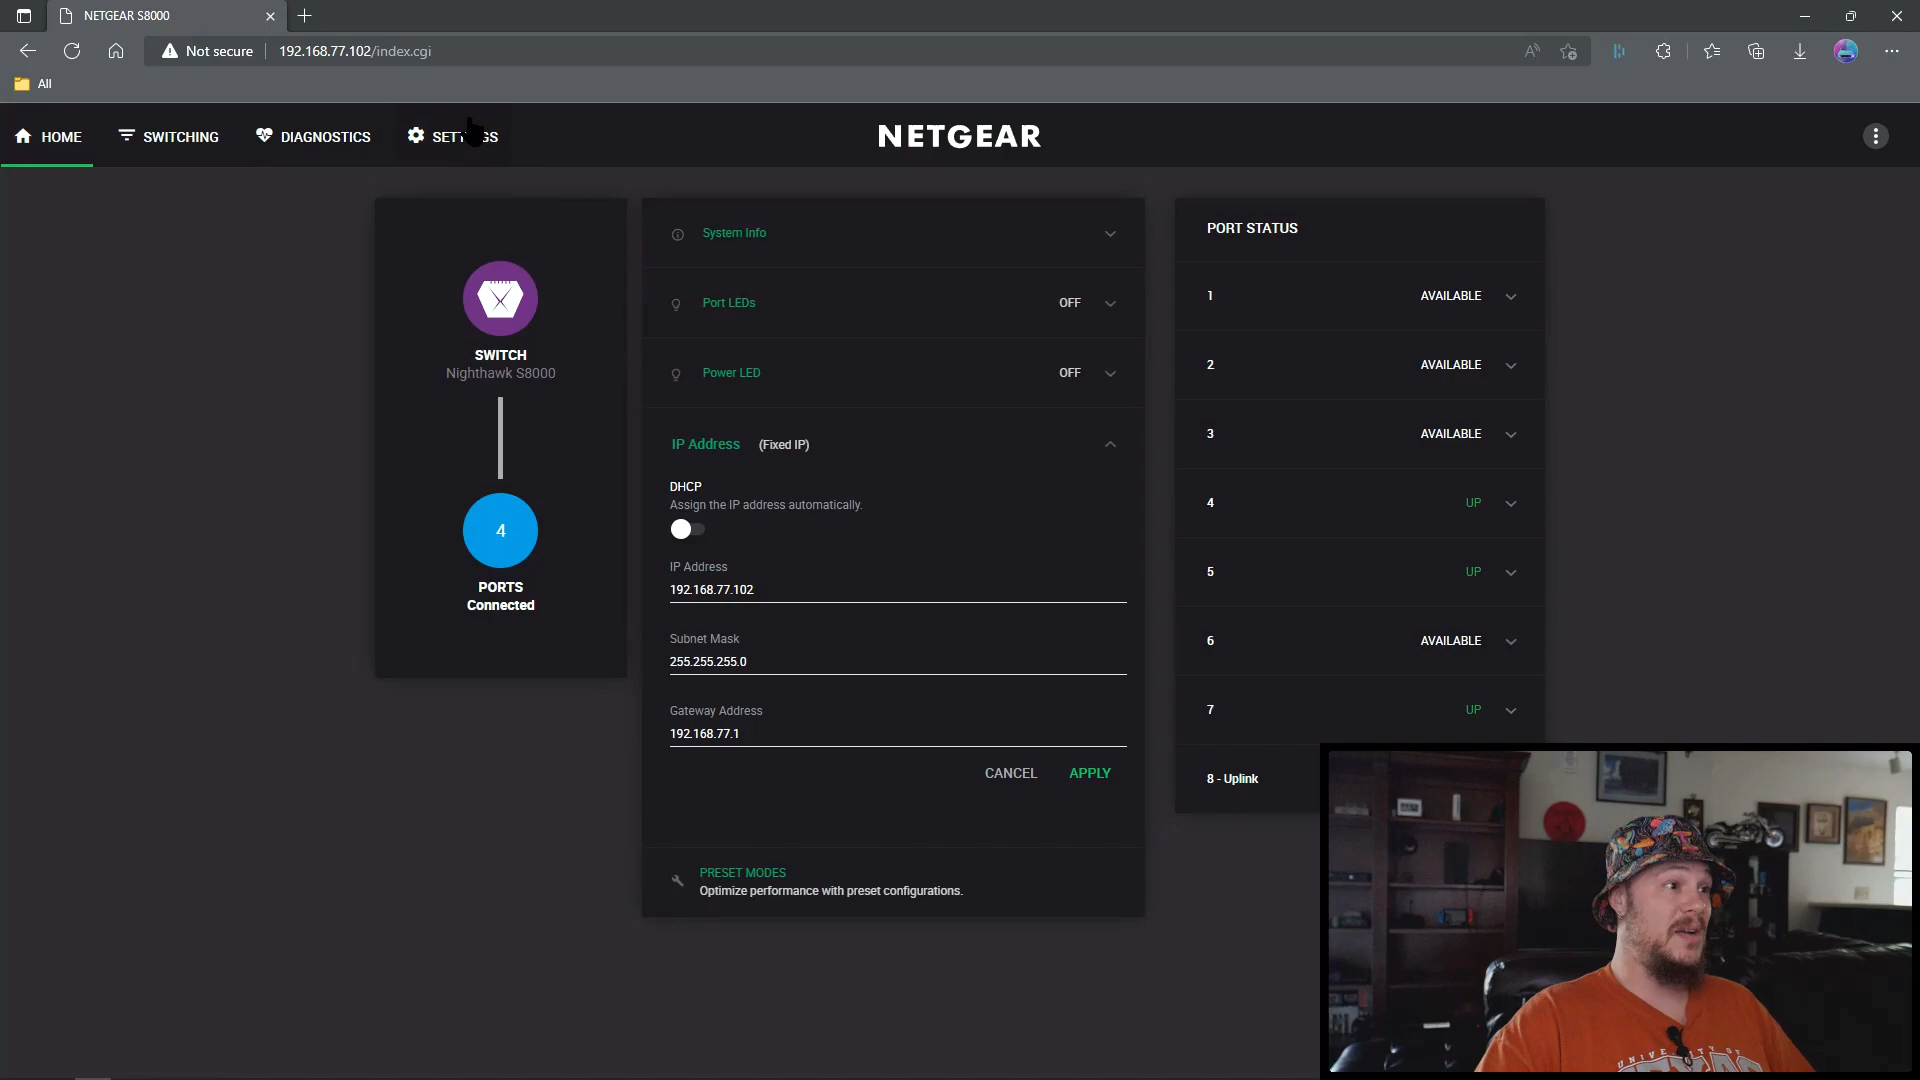 NETGEAR S8000
Not secure
192.168.77.102/index.cgi
All
HOME
SWITCHING
DIAGNOSTICS
NETGEAR
SWITCH
Nighthawk S8000
4
PORTS
Connected
System Info
Port LEDs OFF
Power LED OFF
IP Address (Fixed IP)
DHCP
Assign the IP address automatically.
IP Address
192.168.77.102
Subnet Mask
255.255.255.0
Gateway Address
192.168.77.1
CANCEL APPLY
PRESET MODES
Optimize performance with preset configurations.
PORT STATUS
1 AVAILABLE
2 AVAILABLE
3 AVAILABLE
4 UP
5 UP
6 AVAILABLE
7 UP
8 - Uplink
UNIVE TY OF